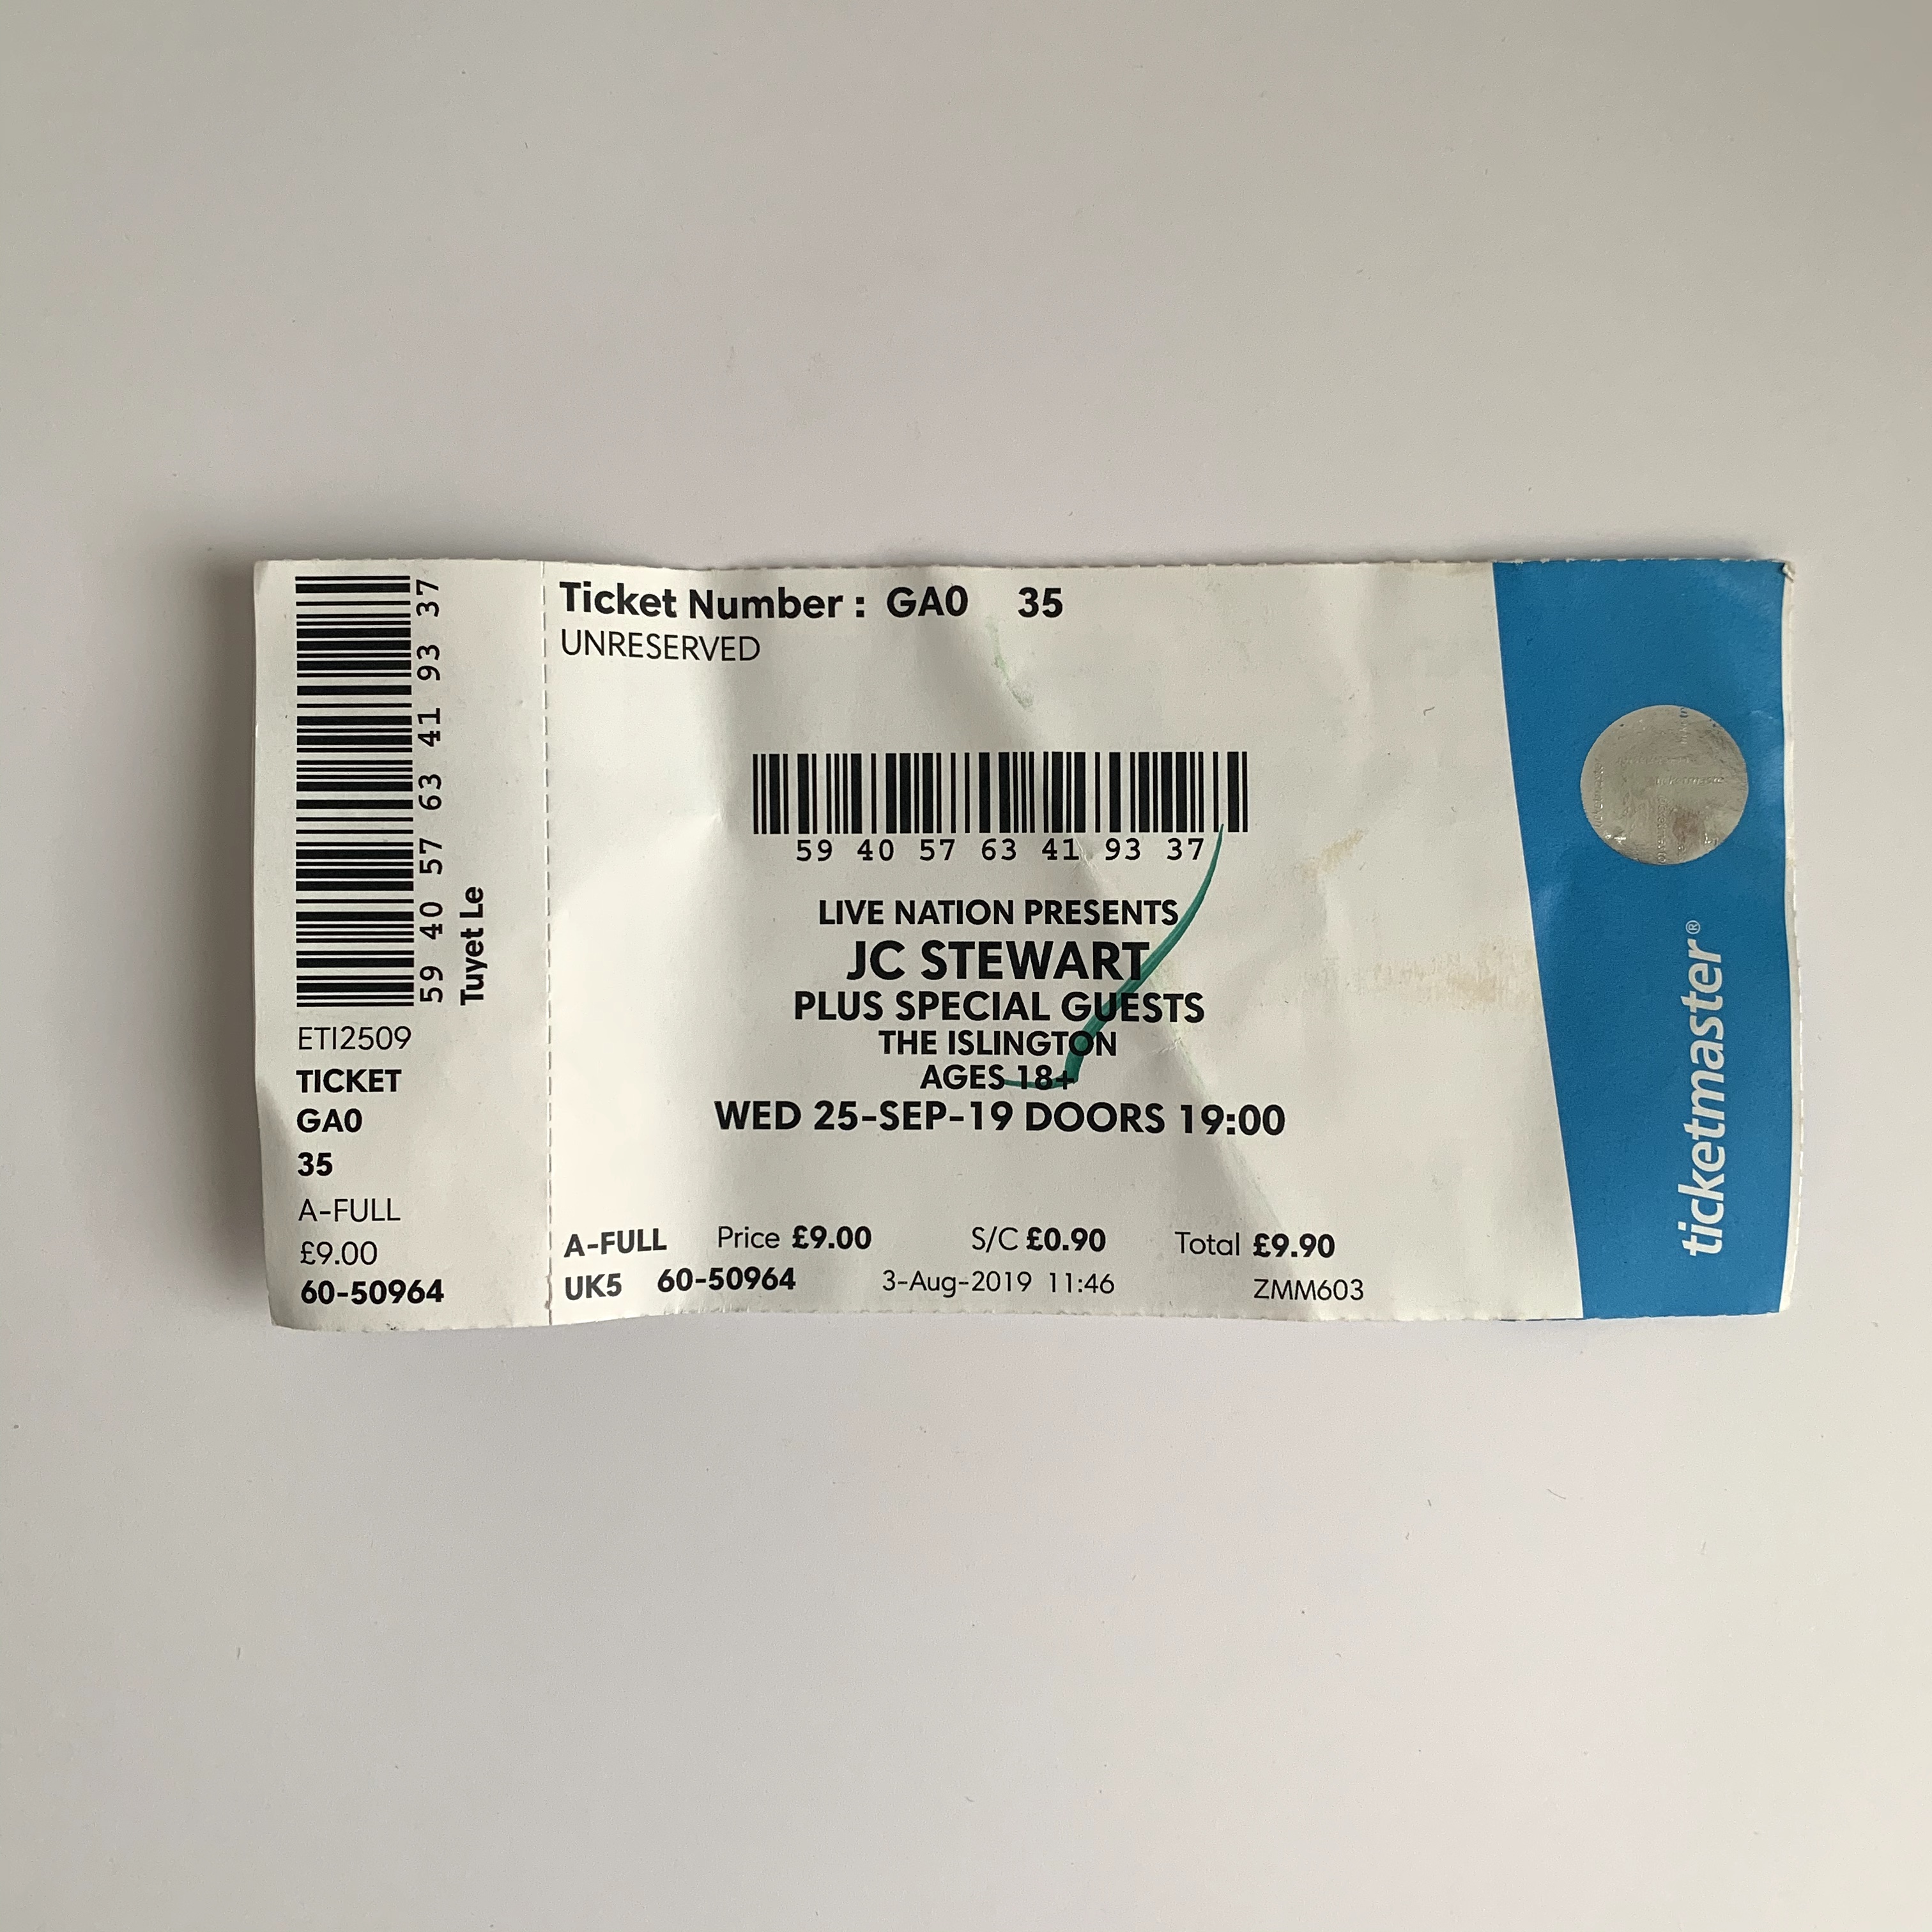 59 40 57 63 41 93 37
Tuyet Le
ETI2509
TICKET
GA0
35
A-FULL
£9.00
60-50964
Ticket Number : GA0 35
UNRESERVED
59 40 57 63 41 93 37
LIVE NATION PRESENTS
JC STEWART
PLUS SPECIAL GUESTS
THE ISLINGTON
AGES 18+
WED 25-SEP-19 DOORS 19:00
A-FULL Price £9.00 S/C £0.90 Total £9.90
UK5 60-50964 3-Aug-2019 11:46 ZMM603
ticketmaster®